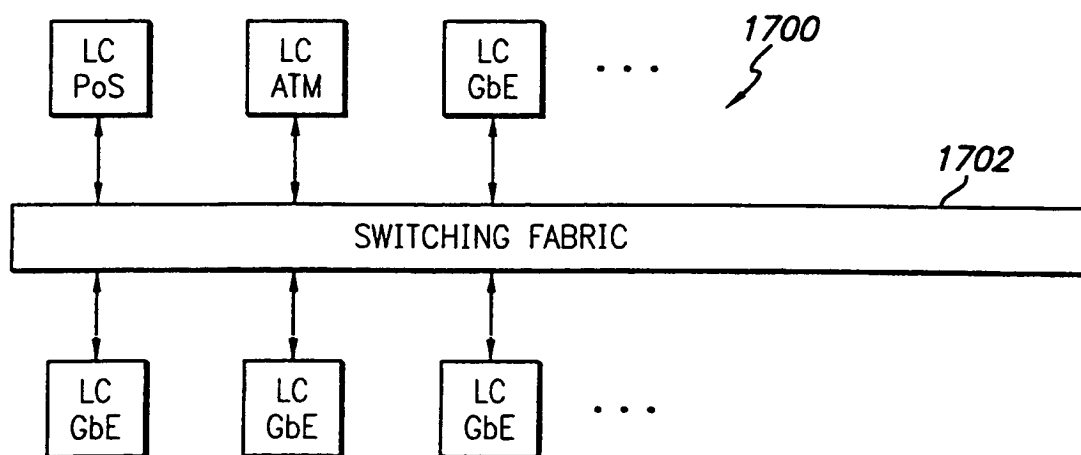 LC
PoS
LC
ATM
LC
GbE
. . .
1700
1702
SWITCHING FABRIC
LC
GbE
LC
GbE
LC
GbE
. . .